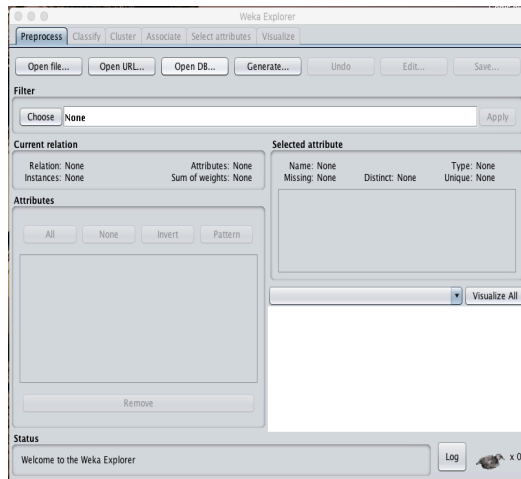 Weka Explorer
Preprocess Classify Cluster Associate Select attributes Visualize
Open file... Open URL... Open DB... Generate... Undo Edit... Save...
Filter
Choose None Apply
Current relation
Relation: None Attributes: None
Instances: None Sum of weights: None
Selected attribute
Name: None Type: None
Missing: None Distinct: None Unique: None
Attributes
All None Invert Pattern
Visualize All
Remove
Status
Welcome to the Weka Explorer
Log x 0